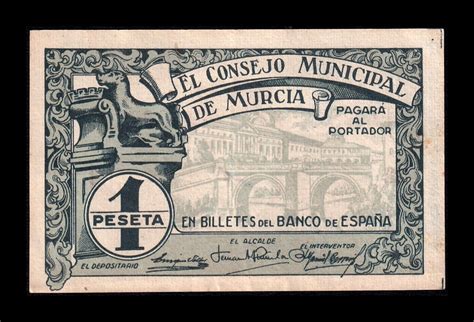 EL CONSEJO MUNICIPAL
DE MURCIA
PAGARÁ
AL
PORTADOR
1
PESETA
EN BILLETES DEL BANCO DE ESPAÑA
EL DEPOSITARIO
EL ALCALDE
EL INTERVENTOR